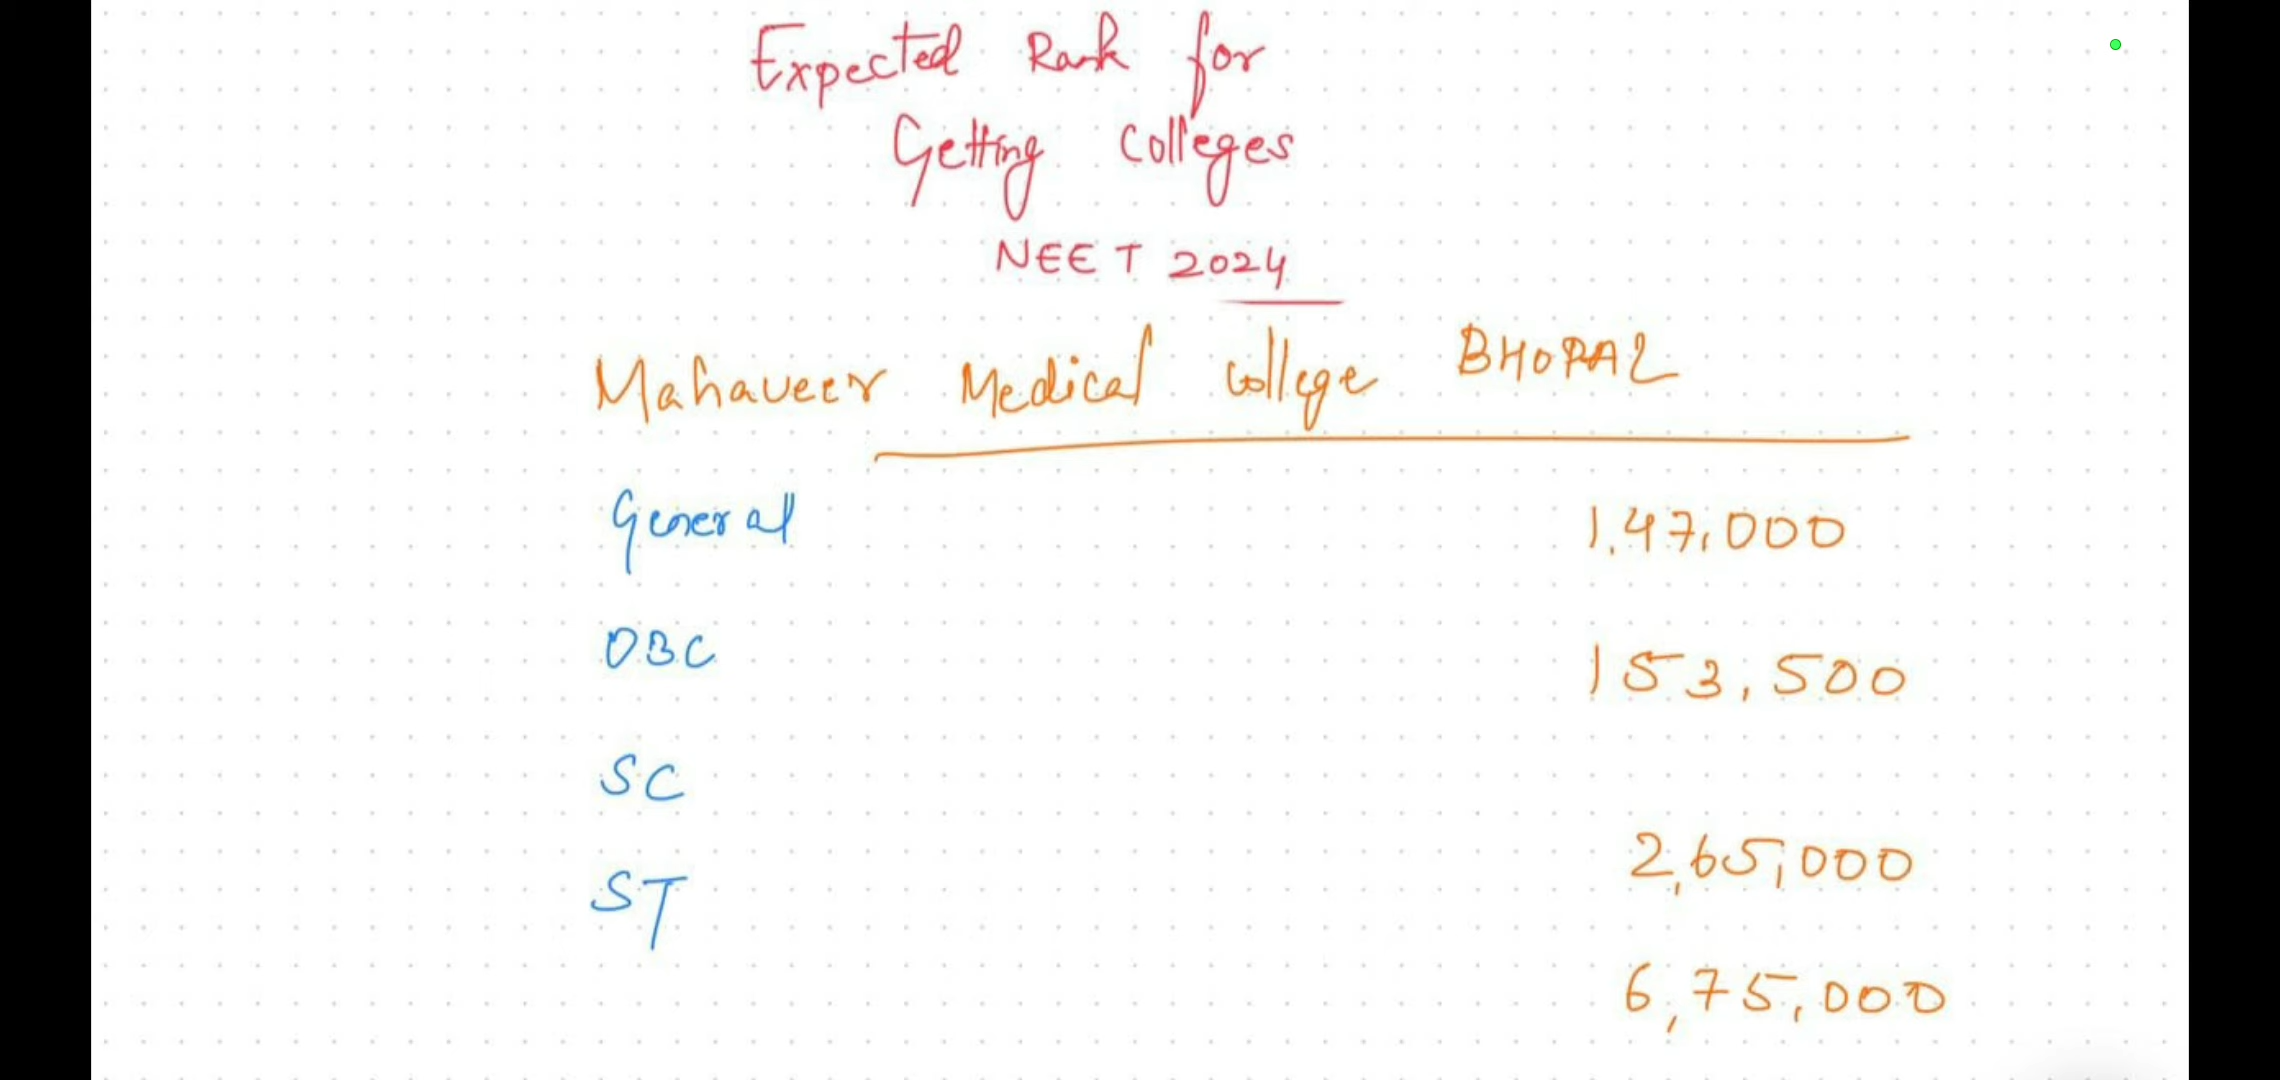 Expected Rank for
Getting Colleges
NEET 2024
Mahaveer Medical College BHOPAL
General 1,47,000
OBC 153,500
SC 2,65,000
ST 6,75,000